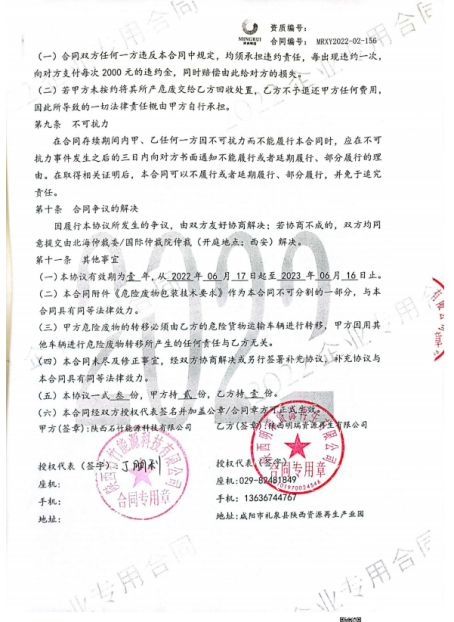 MINGRUI
资质编号：
合同编号： MRXY2022-02-156
（一）合同双方任何一方违反本合同中规定，均须承担违约责任，每出现违约一次，
向对方支付每次 2000 元的违约金，同时赔偿由此给对方的损失。
（二）若甲方未按约将其所产危废交给乙方回收处置，乙方不予退还甲方任何费用，
因此所导致的一切法律责任概由甲方自行承担。
第九条 不可抗力
在合同存续期间内甲、乙任何一方因不可抗力而不能履行本合同时，应在不可
抗力事件发生之后的三日内向对方书面通知不能履行或者延期履行、部分履行的理
由。在取得相关证明后，本合同可以不履行或者延期履行、部分履行，并免于追究
责任。
第十条 合同争议的解决
因履行本协议所发生的争议，由双方友好协商解决；若协商不成的，双方均同
意提交由北海仲裁委/国际仲裁院仲裁（开庭地点：西安）解决。
第十一条 其他事宜
（一）本协议有效期为壹年，从 2022 年 06 月 17 日起至 2023 年 06 月 16 日止。
（二）本合同附件《危险废物包装技术要求》作为本合同不可分割的一部分，与本
合同具有同等法律效力。
（三）甲方危险废物的转移必须由乙方的危险货物运输车辆进行转移，甲方因用其
他车辆进行危险废物转移所产生的任何责任与乙方无关。
（四）本合同未尽及修正事宜，经双方协商解决或另行签署补充协议，补充协议与
本合同具有同等法律效力。
（五）本协议一式 叁 份，甲方持 贰 份，乙方持 壹 份。
（六）本合同经双方授权代表签名并加盖公章/合同章方可正式生效。
甲方（签章）：陕西石竹能源科技有限公司 乙方（签章）：陕西明瑞资源再生有限公司
授权代表（签字）： 授权代表（签字）：
座机： 座机：029-82481849
手机： 手机：13636744767
地址： 地址：咸阳市礼泉县陕西资源再生产业园
合同专用章
合同专用章
2022
企业专用合同